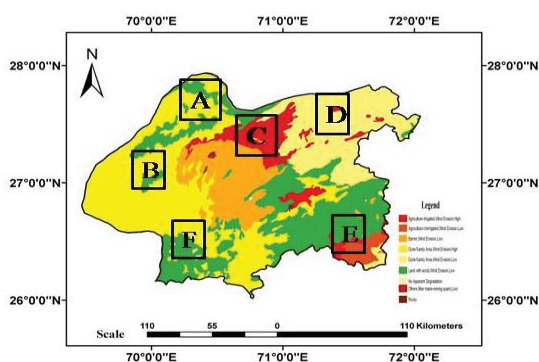 70°0'0"E 71°0'0"E 72°0'0"E
N
28°0'0"N 28°0'0"N
A
D
C
B
27°0'0"N 27°0'0"N
Legend
Agriculture Irrigated Wind Erosion High
Agriculture Unirrigated Wind Erosion Low
Barren Wind Erosion Low
Dune/Sandy Area Wind Erosion High
Dune/Sandy Area Wind Erosion Low
Land with scrub Wind Erosion Low
No Apparent Degradation
Rocky
E
F
26°0'0"N 26°0'0"N
Scale 110 55 0 110 Kilometers
70°0'0"E 71°0'0"E 72°0'0"E